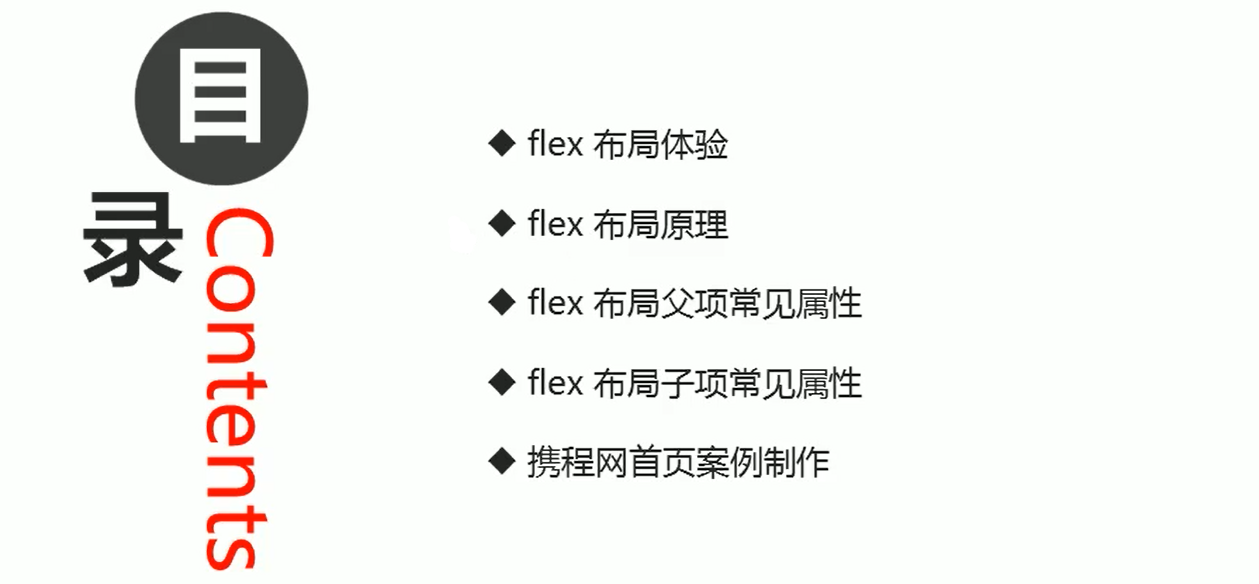 目
录
Contents
◆ flex 布局体验
◆ flex 布局原理
◆ flex 布局父项常见属性
◆ flex 布局子项常见属性
◆ 携程网首页案例制作